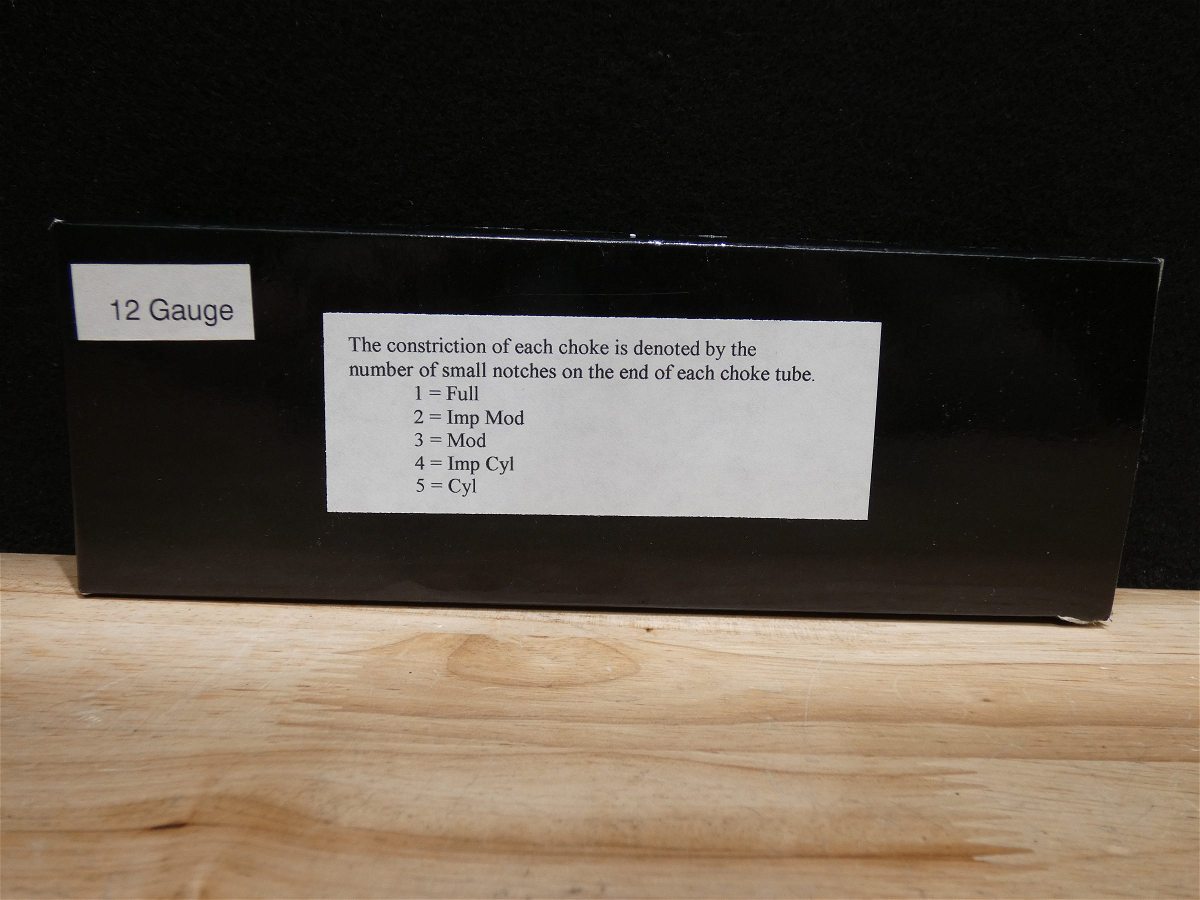 12 Gauge
The constriction of each choke is denoted by the
number of small notches on the end of each choke tube.
1 = Full
2 = Imp Mod
3 = Mod
4 = Imp Cyl
5 = Cyl